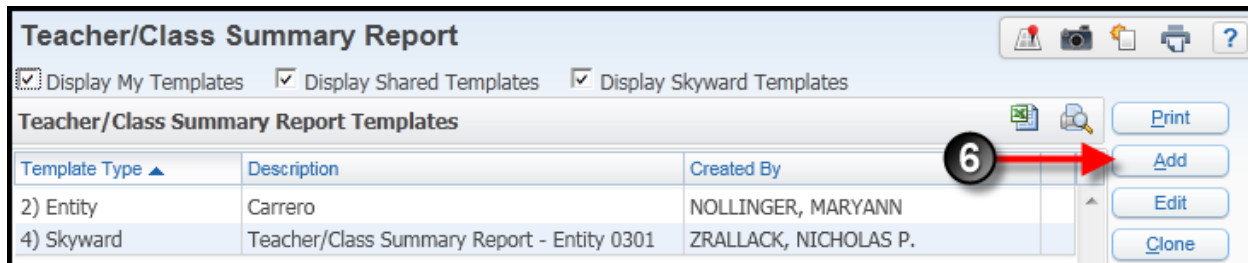 Teacher/Class Summary Report
?
Display My Templates Display Shared Templates Display Skyward Templates
Teacher/Class Summary Report Templates
Print
Template Type Description Created By
6
Add
2) Entity Carrero NOLLINGER, MARYANN
Edit
4) Skyward Teacher/Class Summary Report - Entity 0301 ZRALLACK, NICHOLAS P.
Clone